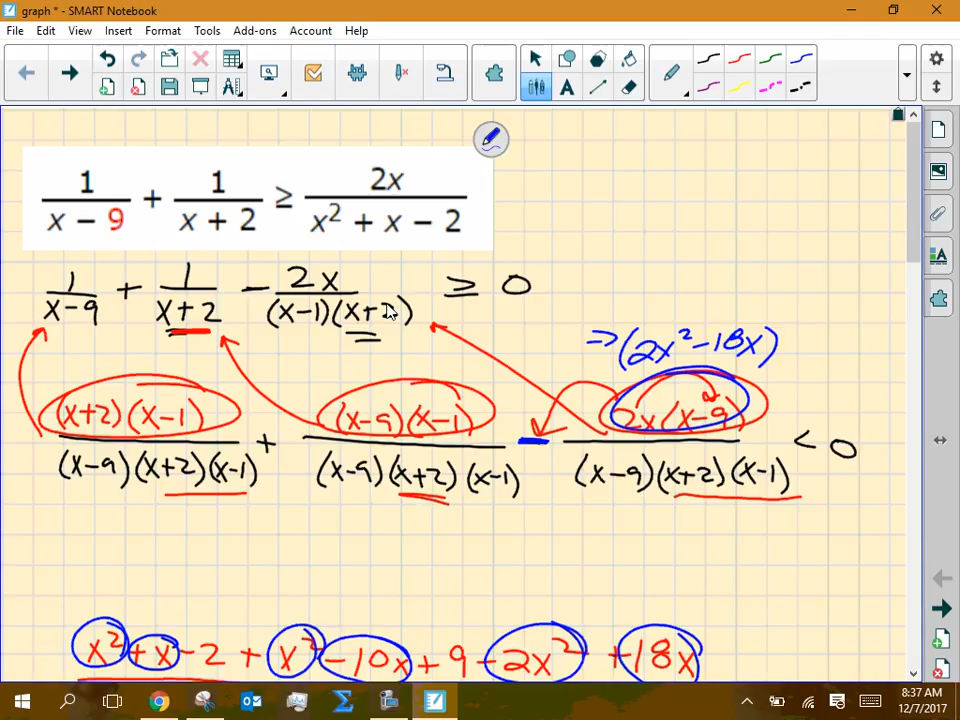 graph * - SMART Notebook
File Edit View Insert Format Tools Add-ons Account Help
1/(x − 9) + 1/(x + 2) ≥ 2x/(x² + x − 2)
1/(x-9) + 1/(x+2) - 2x/((x-1)(x+2)) ≥ 0
⇒(2x²-18x)
(x+2)(x-1)/((x-9)(x+2)(x-1)) + (x-9)(x-1)/((x-9)(x+2)(x-1)) - 2x(x-9)/((x-9)(x+2)(x-1)) < 0
x² + x - 2 + x² - 10x + 9 - 2x² + 18x
8:37 AM
12/7/2017